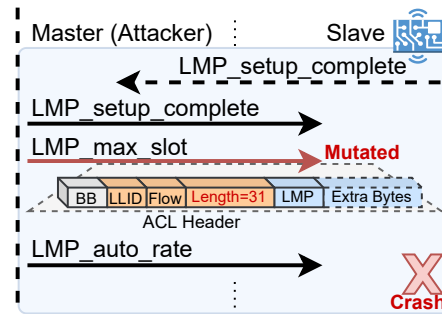 Master (Attacker)
Slave
LMP_setup_complete
LMP_setup_complete
LMP_max_slot
Mutated
BB LLID Flow Length=31 LMP Extra Bytes
ACL Header
LMP_auto_rate
Crash